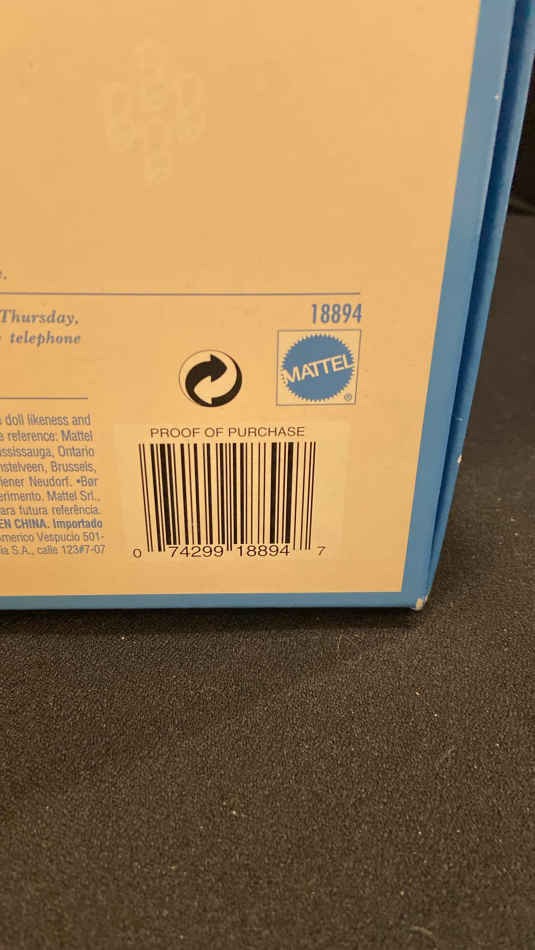 Thursday,
telephone
18894
MATTEL
®
PROOF OF PURCHASE
doll likeness and
reference: Mattel
ississauga, Ontario
nstelveen, Brussels,
iener Neudorf. •Bør
erimento. Mattel Srl.,
ara futura referência.
EN CHINA. Importado
Americo Vespucio 501-
ia S.A., calle 123#7-07
0 74299 18894 7